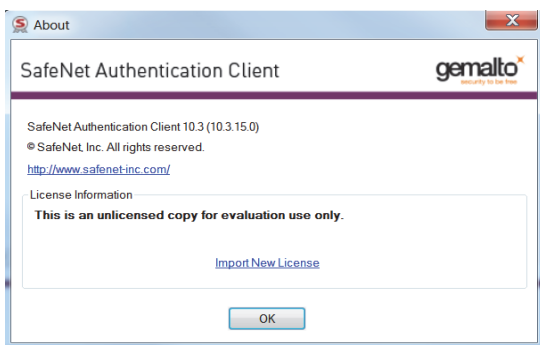 About
SafeNet Authentication Client
gemalto
security to be free
SafeNet Authentication Client 10.3 (10.3.15.0)
© SafeNet, Inc. All rights reserved.
http://www.safenet-inc.com/
License Information
This is an unlicensed copy for evaluation use only.
Import New License
OK